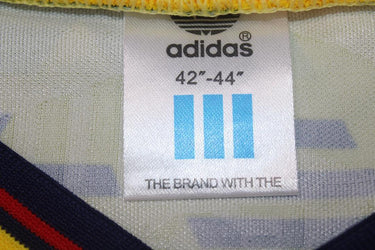 adidas®
42"-44"
THE BRAND WITH THE